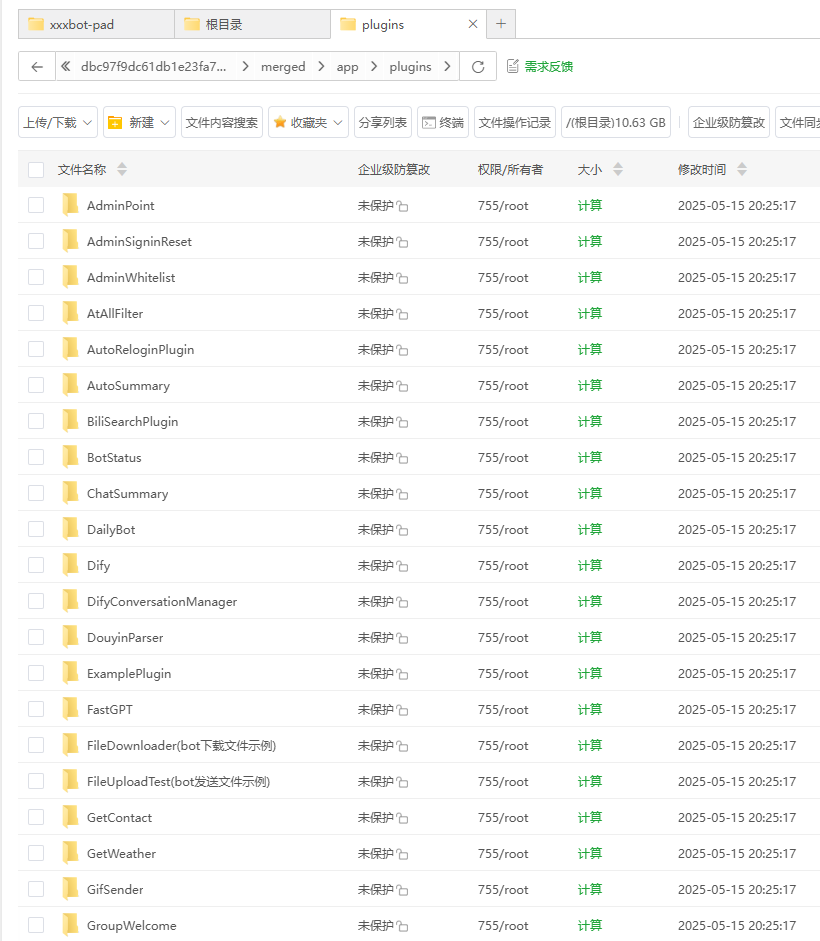 xxxbot-pad 根目录 plugins
dbc97f9dc61db1e23fa7... merged app plugins 需求反馈
上传/下载 新建 文件内容搜索 收藏夹 分享列表 终端 文件操作记录 /(根目录)10.63 GB 企业级防篡改 文件同步
文件名称 企业级防篡改 权限/所有者 大小 修改时间
AdminPoint 未保护 755/root 计算 2025-05-15 20:25:17
AdminSigninReset 未保护 755/root 计算 2025-05-15 20:25:17
AdminWhitelist 未保护 755/root 计算 2025-05-15 20:25:17
AtAllFilter 未保护 755/root 计算 2025-05-15 20:25:17
AutoReloginPlugin 未保护 755/root 计算 2025-05-15 20:25:17
AutoSummary 未保护 755/root 计算 2025-05-15 20:25:17
BiliSearchPlugin 未保护 755/root 计算 2025-05-15 20:25:17
BotStatus 未保护 755/root 计算 2025-05-15 20:25:17
ChatSummary 未保护 755/root 计算 2025-05-15 20:25:17
DailyBot 未保护 755/root 计算 2025-05-15 20:25:17
Dify 未保护 755/root 计算 2025-05-15 20:25:17
DifyConversationManager 未保护 755/root 计算 2025-05-15 20:25:17
DouyinParser 未保护 755/root 计算 2025-05-15 20:25:17
ExamplePlugin 未保护 755/root 计算 2025-05-15 20:25:17
FastGPT 未保护 755/root 计算 2025-05-15 20:25:17
FileDownloader(bot下载文件示例) 未保护 755/root 计算 2025-05-15 20:25:17
FileUploadTest(bot发送文件示例) 未保护 755/root 计算 2025-05-15 20:25:17
GetContact 未保护 755/root 计算 2025-05-15 20:25:17
GetWeather 未保护 755/root 计算 2025-05-15 20:25:17
GifSender 未保护 755/root 计算 2025-05-15 20:25:17
GroupWelcome 未保护 755/root 计算 2025-05-15 20:25:17